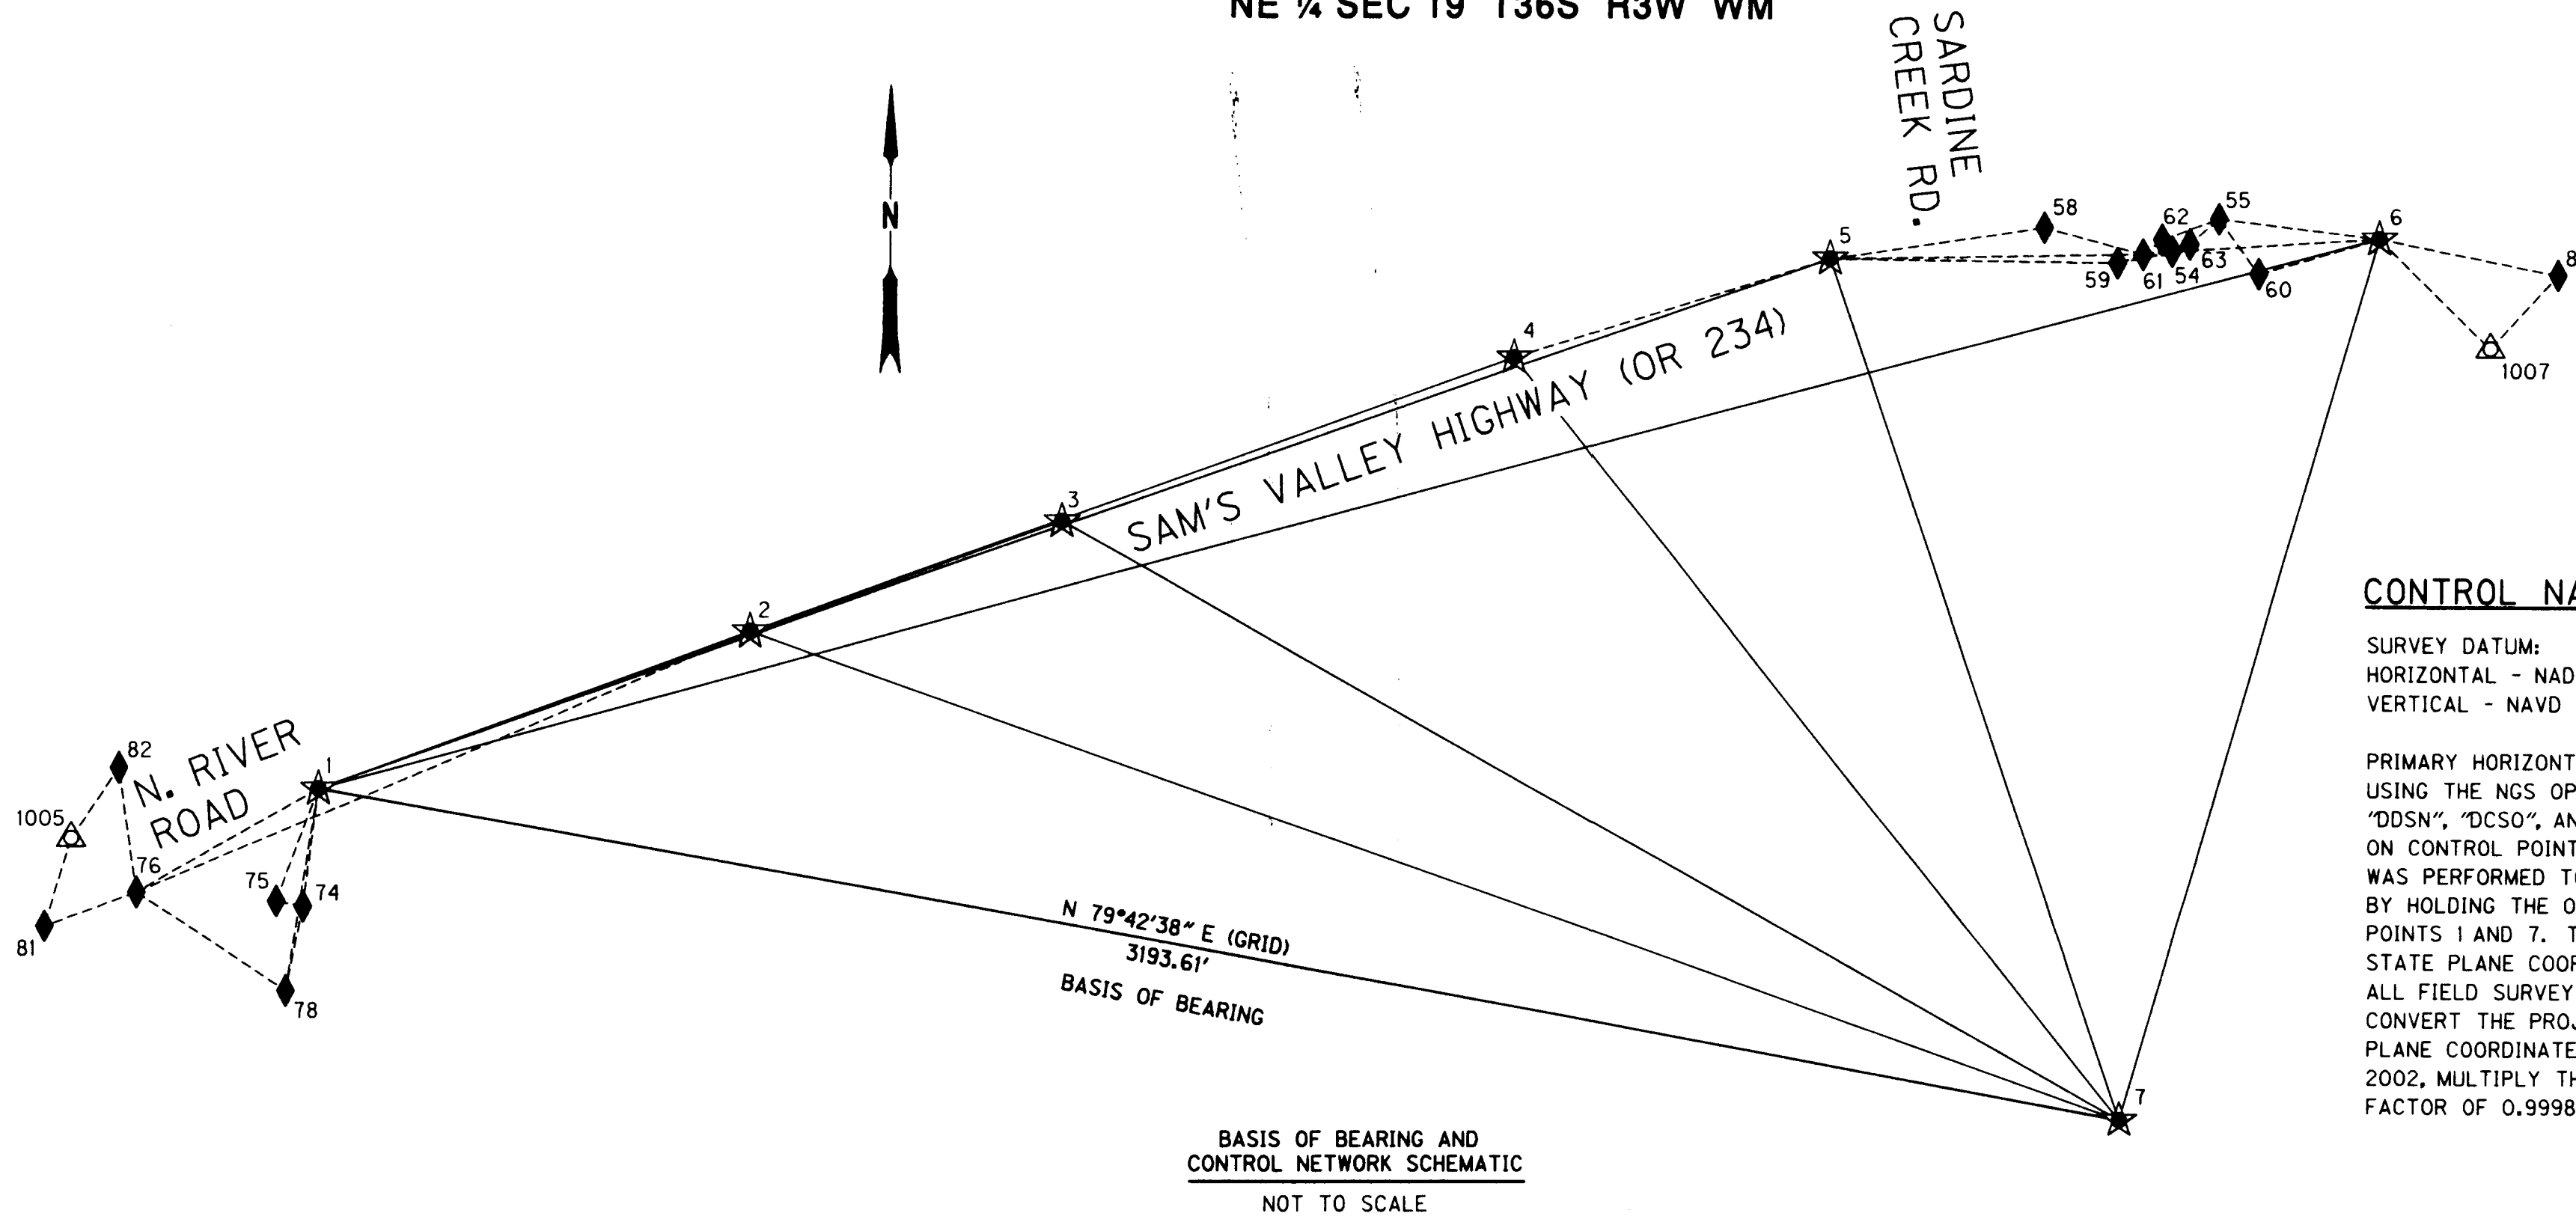 NE ¼ SEC 19 T36S R3W WM
SARDINE
CREEK RD.
N
58
62
55
6
5
8
59
61
54
63
60
1007
4
SAM'S VALLEY HIGHWAY (OR 234)
3
2
CONTROL NA
SURVEY DATUM:
HORIZONTAL - NAD
VERTICAL - NAVD
PRIMARY HORIZONT
USING THE NGS OP
"DDSN", "DCSO", AN
ON CONTROL POINT
WAS PERFORMED TO
BY HOLDING THE O
POINTS 1 AND 7. T
STATE PLANE COOR
ALL FIELD SURVEY
CONVERT THE PROJ
PLANE COORDINATE
2002, MULTIPLY TH
FACTOR OF 0.9998
82
N. RIVER
ROAD
1
1005
76
75
74
81
78
N 79°42'38" E (GRID)
3193.61'
BASIS OF BEARING
7
BASIS OF BEARING AND
CONTROL NETWORK SCHEMATIC
NOT TO SCALE